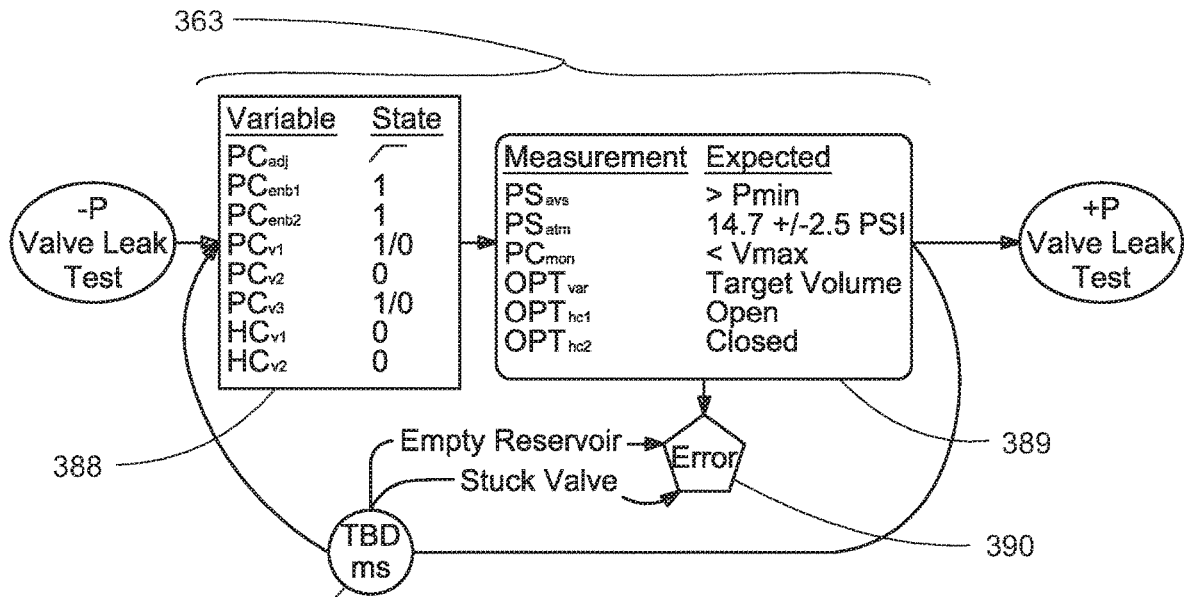 363
Variable State
PCadj
PCenb1 1
PCenb2 1
PCv1 1/0
PCv2 0
PCv3 1/0
HCv1 0
HCv2 0
-P
Valve Leak
Test
Measurement Expected
PSavs > Pmin
PSatm 14.7 +/-2.5 PSI
PCmon < Vmax
OPTvar Target Volume
OPThc1 Open
OPThc2 Closed
+P
Valve Leak
Test
388
Empty Reservoir
Stuck Valve
Error
389
390
TBD
ms